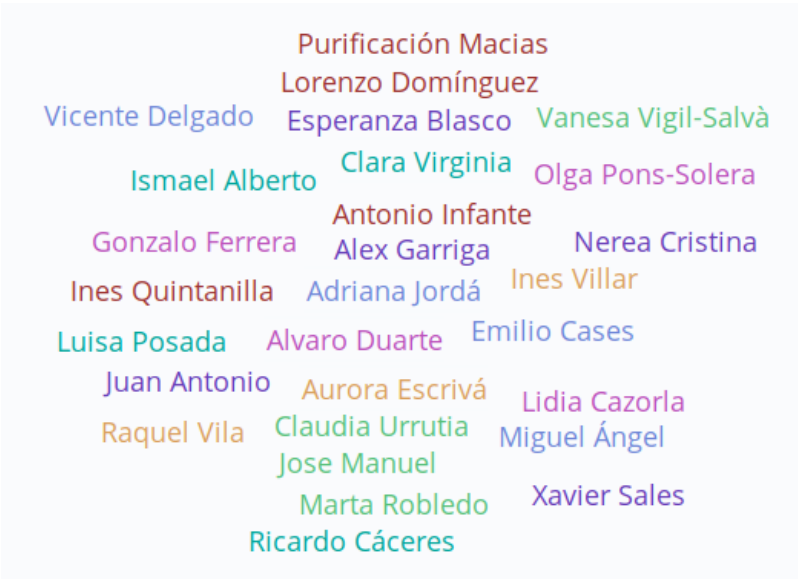 Purificación Macias
Lorenzo Domínguez
Vicente Delgado
Esperanza Blasco
Vanesa Vigil-Salvà
Ismael Alberto
Clara Virginia
Olga Pons-Solera
Antonio Infante
Gonzalo Ferrera
Alex Garriga
Nerea Cristina
Ines Quintanilla
Adriana Jordá
Ines Villar
Luisa Posada
Alvaro Duarte
Emilio Cases
Juan Antonio
Aurora Escrivá
Lidia Cazorla
Raquel Vila
Claudia Urrutia
Miguel Ángel
Jose Manuel
Marta Robledo
Xavier Sales
Ricardo Cáceres